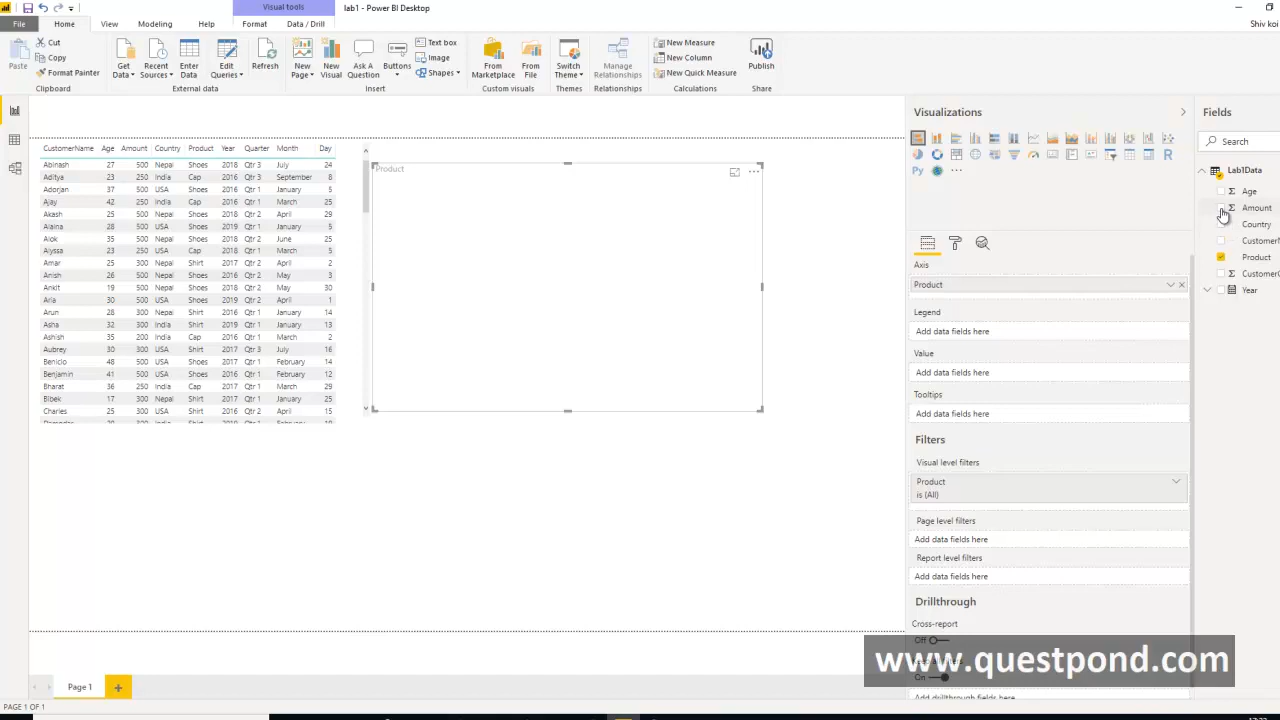 Visual tools
lab1 - Power BI Desktop
File Home View Modeling Help Format Data / Drill
Shiv koi
Paste
Cut
Copy
Format Painter
Get Data
Recent Sources
Enter Data
Edit Queries
Refresh
New Page
New Visual
Ask A Question
Buttons
Text box
Image
Shapes
From Marketplace
From File
Switch Theme
Manage Relationships
New Measure
New Column
New Quick Measure
Publish
Clipboard External data Insert Custom visuals Themes Relationships Calculations Share
CustomerName Age Amount Country Product Year Quarter Month Day
Abinash 27 500 Nepal Shoes 2018 Qtr 3 July 24
Aditya 23 250 India Cap 2016 Qtr 3 September 8
Adorjan 37 500 USA Shoes 2016 Qtr 1 January 5
Ajay 42 250 India Cap 2016 Qtr 1 March 25
Akash 25 500 Nepal Shoes 2018 Qtr 2 April 29
Alaina 28 500 USA Shoes 2019 Qtr 1 January 5
Alok 35 500 Nepal Shoes 2018 Qtr 2 June 25
Alyssa 23 250 USA Cap 2016 Qtr 1 March 5
Amar 25 300 Nepal Shirt 2017 Qtr 2 April 2
Anish 26 500 Nepal Shoes 2016 Qtr 2 May 3
Ankit 19 500 Nepal Shoes 2018 Qtr 2 May 30
Aria 30 500 USA Shoes 2019 Qtr 2 April 1
Arun 28 300 Nepal Shirt 2016 Qtr 1 January 14
Asha 32 300 India Shirt 2019 Qtr 1 January 13
Ashish 35 200 India Cap 2016 Qtr 1 March 2
Aubrey 30 300 USA Shirt 2017 Qtr 3 July 16
Benicio 48 500 USA Shoes 2017 Qtr 1 February 14
Benjamin 41 500 USA Shoes 2016 Qtr 1 February 12
Bharat 36 250 India Cap 2017 Qtr 1 March 29
Bibek 17 300 Nepal Shirt 2017 Qtr 1 January 25
Charles 25 300 USA Shirt 2016 Qtr 2 April 15
Product
Visualizations
Axis
Product
Legend
Add data fields here
Value
Add data fields here
Tooltips
Add data fields here
Filters
Visual level filters
Product
is (All)
Page level filters
Add data fields here
Report level filters
Add data fields here
Drillthrough
Cross-report
Off
On
Add drillthrough fields here
Fields
Search
Lab1Data
Age
Amount
Country
Product
Year
www.questpond.com
Page 1
PAGE 1 OF 1